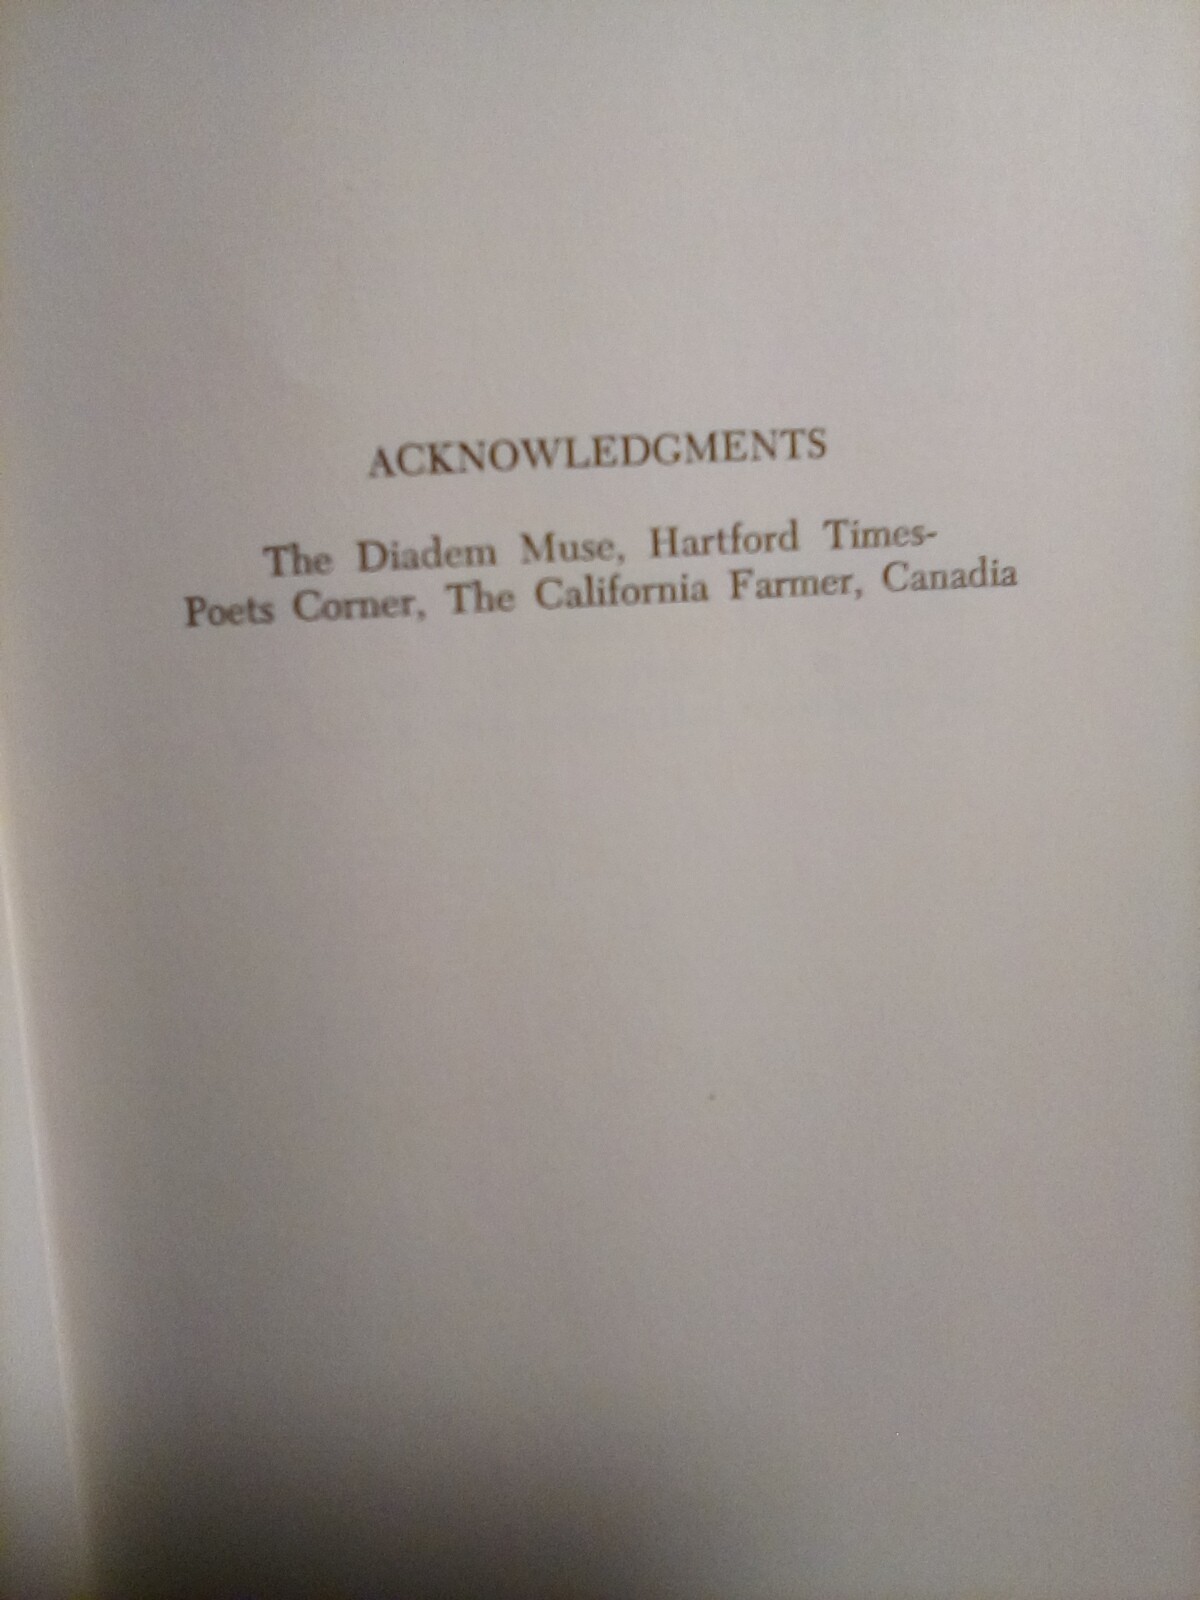 ACKNOWLEDGMENTS
The Diadem Muse, Hartford Times-
Poets Corner, The California Farmer, Canadia